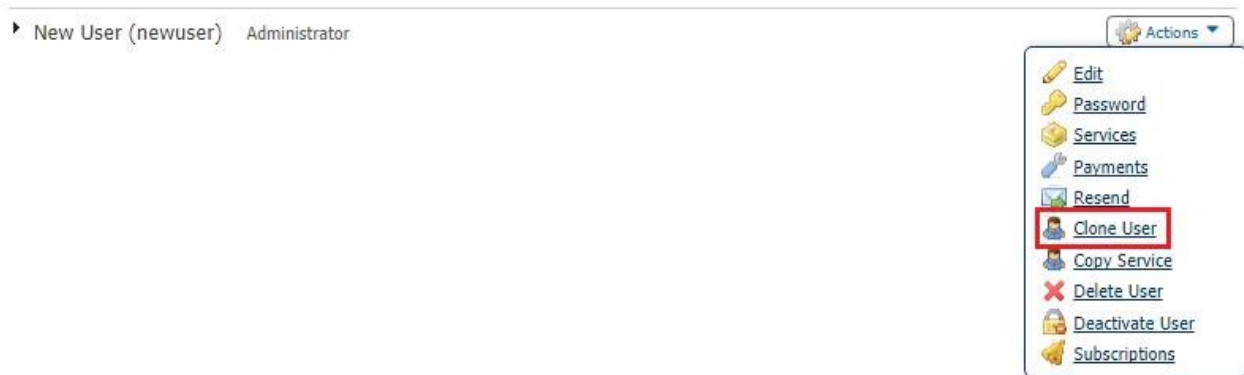 New User (newuser) Administrator Actions
Edit
Password
Services
Payments
Resend
Clone User
Copy Service
Delete User
Deactivate User
Subscriptions